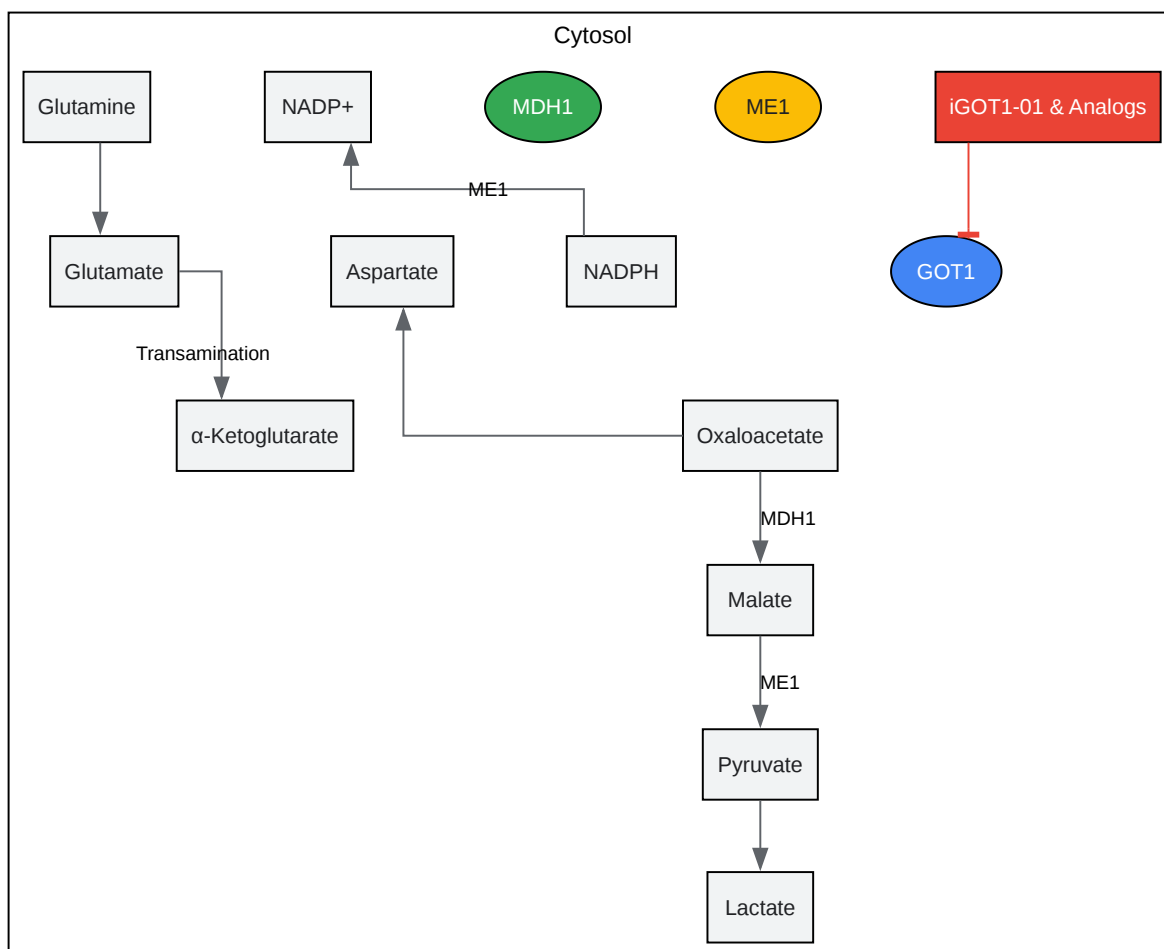 Cytosol
Glutamine
NADP+
MDH1
ME1
iGOT1-01 & Analogs
ME1
Glutamate
Aspartate
NADPH
GOT1
Transamination
α-Ketoglutarate
Oxaloacetate
MDH1
Malate
ME1
Pyruvate
Lactate